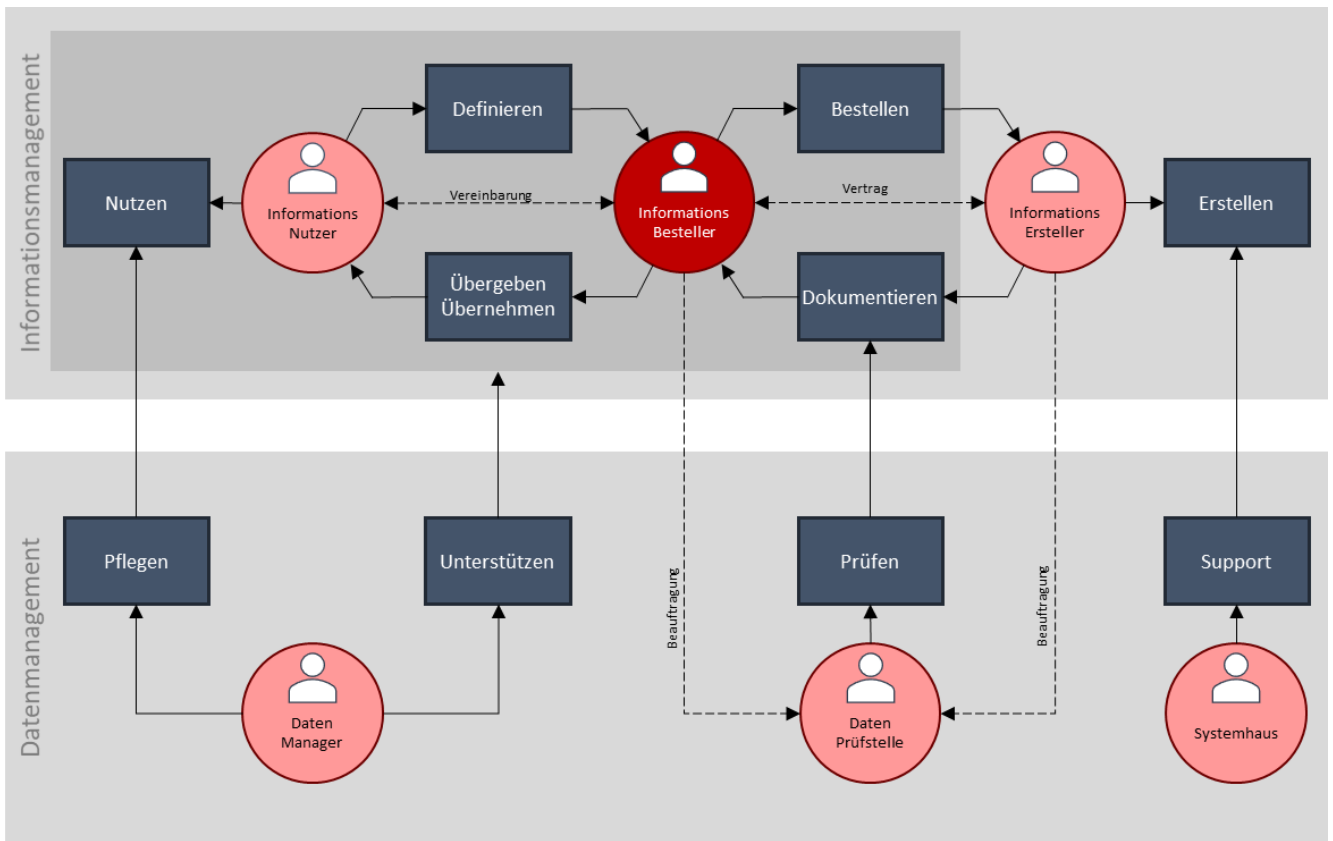 Informationsmanagement
Definieren
Bestellen
Nutzen
Informations
Nutzer
Vereinbarung
Informations
Besteller
Vertrag
Informations
Ersteller
Erstellen
Übergeben
Übernehmen
Dokumentieren
Datenmanagement
Pflegen
Unterstützen
Beauftragung
Prüfen
Beauftragung
Support
Daten
Manager
Daten
Prüfstelle
Systemhaus